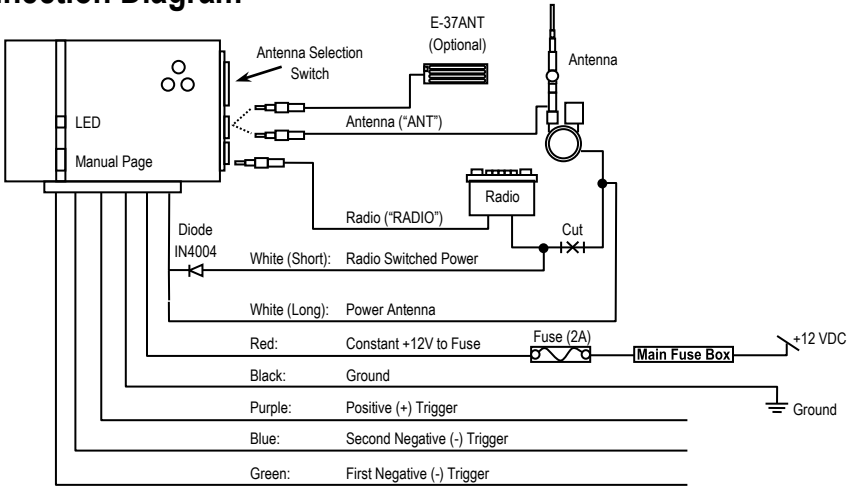 Connection Diagram
E-37ANT
(Optional)
Antenna
Antenna Selection
Switch
LED
Antenna ("ANT")
Manual Page
Radio
Radio ("RADIO")
Diode
IN4004
Cut
White (Short): Radio Switched Power
White (Long): Power Antenna
Red: Constant +12V to Fuse
Fuse (2A)
Main Fuse Box
+12 VDC
Black: Ground
Ground
Purple: Positive (+) Trigger
Blue: Second Negative (-) Trigger
Green: First Negative (-) Trigger